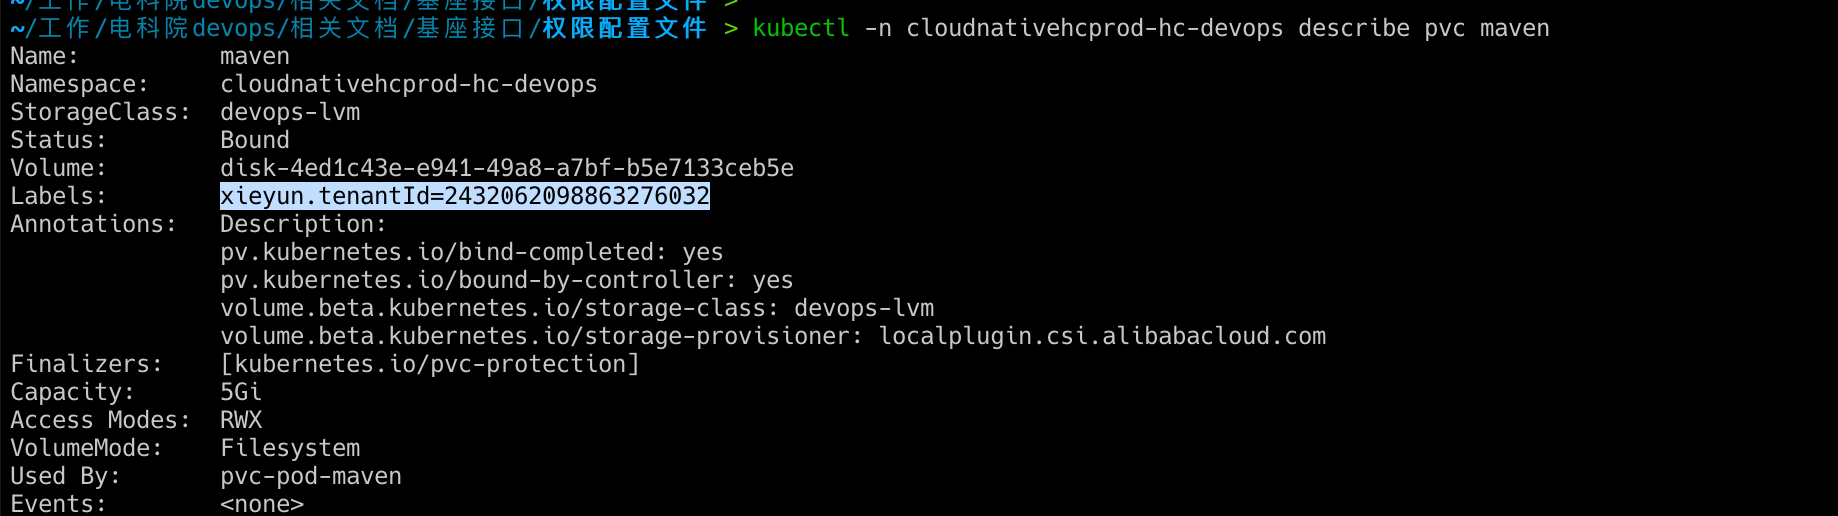 ~/工作/电科院devops/相关文档/基座接口/权限配置文件 >
~/工作/电科院devops/相关文档/基座接口/权限配置文件 > kubectl -n cloudnativehcprod-hc-devops describe pvc maven
Name: maven
Namespace: cloudnativehcprod-hc-devops
StorageClass: devops-lvm
Status: Bound
Volume: disk-4ed1c43e-e941-49a8-a7bf-b5e7133ceb5e
Labels: xieyun.tenantId=2432062098863276032
Annotations: Description:
pv.kubernetes.io/bind-completed: yes
pv.kubernetes.io/bound-by-controller: yes
volume.beta.kubernetes.io/storage-class: devops-lvm
volume.beta.kubernetes.io/storage-provisioner: localplugin.csi.alibabacloud.com
Finalizers: [kubernetes.io/pvc-protection]
Capacity: 5Gi
Access Modes: RWX
VolumeMode: Filesystem
Used By: pvc-pod-maven
Events: <none>